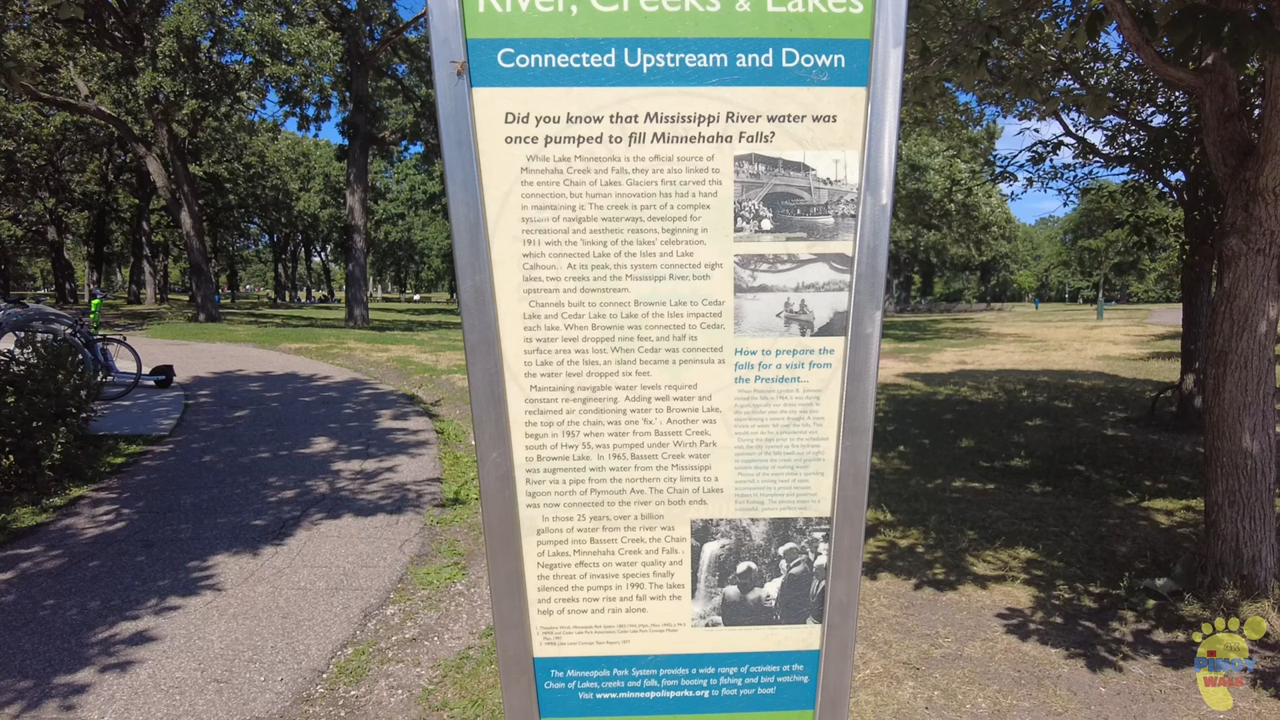 River, Creeks & Lakes
Connected Upstream and Down
Did you know that Mississippi River water was
once pumped to fill Minnehaha Falls?
While Lake Minnetonka is the official source of
Minnehaha Creek and Falls, they are also linked to
the entire Chain of Lakes. Glaciers first carved this
connection, but human innovation has had a hand
in maintaining it. The creek is part of a complex
system of navigable waterways, developed for
recreational and aesthetic reasons, beginning in
1911 with the 'linking of the lakes' celebration,
which connected Lake of the Isles and Lake
Calhoun. At its peak, this system connected eight
lakes, two creeks and the Mississippi River, both
upstream and downstream.
Channels built to connect Brownie Lake to Cedar
Lake and Cedar Lake to Lake of the Isles impacted
each lake. When Brownie was connected to Cedar,
its water level dropped nine feet, and half its
surface area was lost. When Cedar was connected
to Lake of the Isles, an island became a peninsula as
the water level dropped six feet.
Maintaining navigable water levels required
constant re-engineering. Adding well water and
reclaimed air conditioning water to Brownie Lake,
the top of the chain, was one 'fix.' Another was
begun in 1957 when water from Bassett Creek,
south of Hwy 55, was pumped under Wirth Park
to Brownie Lake. In 1965, Bassett Creek water
was augmented with water from the Mississippi
River via a pipe from the northern city limits to a
lagoon north of Plymouth Ave. The Chain of Lakes
was now connected to the river on both ends.
In those 25 years, over a billion
gallons of water from the river was
pumped into Bassett Creek, the Chain
of Lakes, Minnehaha Creek and Falls.
Negative effects on water quality and
the threat of invasive species finally
silenced the pumps in 1990. The lakes
and creeks now rise and fall with the
help of snow and rain alone.
How to prepare the
falls for a visit from
the President...
When President Lyndon B. Johnson
visited the falls in 1964, it was during
The Minneapolis Park System provides a wide range of activities at the
Chain of Lakes, creeks and falls, from boating to fishing and bird watching.
Visit www.minneapolisparks.org to float your boat!
4K
PINOY
WALK